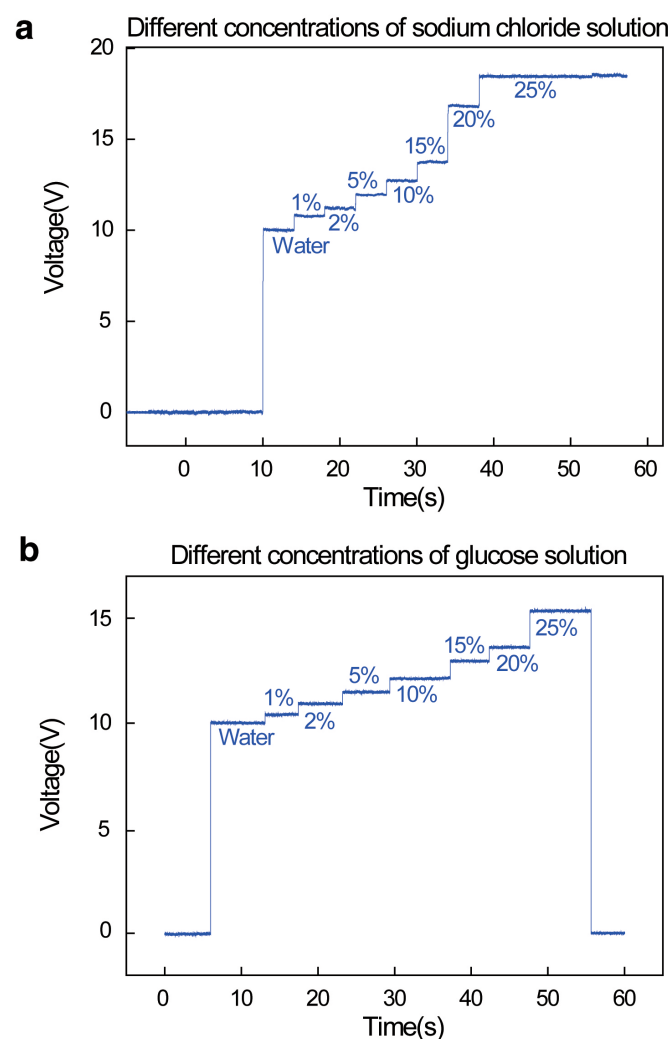 a
Different concentrations of sodium chloride solution
20
15
10
5
0
Voltage(V)
Water
1%
2%
5%
10%
15%
20%
25%
0 10 20 30 40 50 60
Time(s)
b
Different concentrations of glucose solution
15
10
5
0
Voltage(V)
Water
1%
2%
5%
10%
15%
20%
25%
0 10 20 30 40 50 60
Time(s)